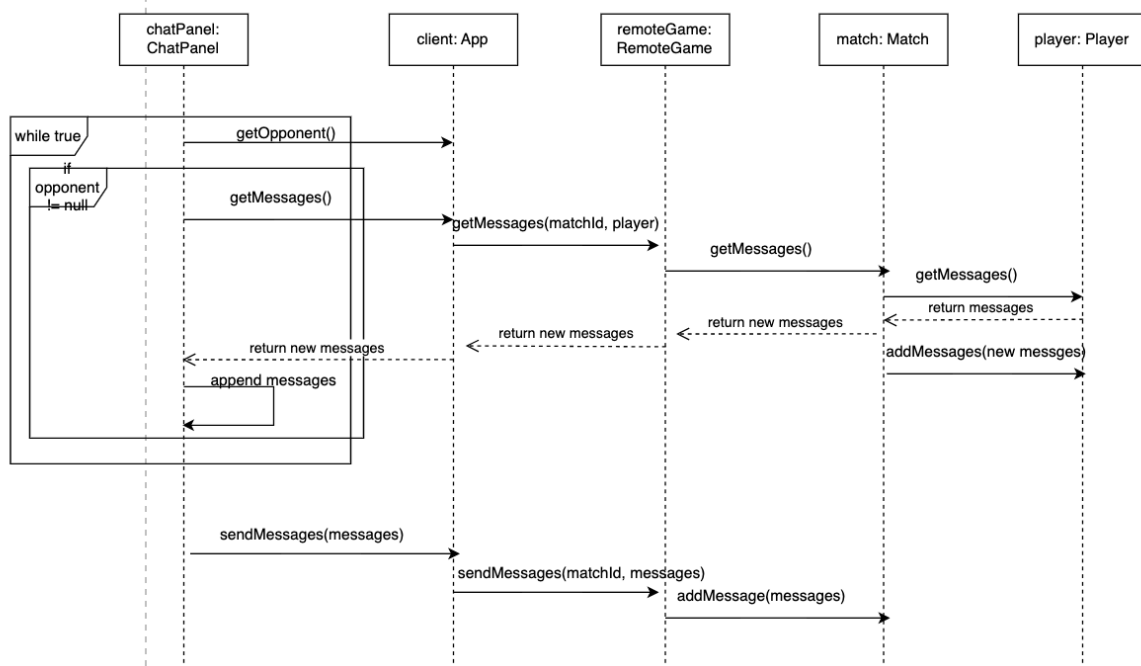 chatPanel:
ChatPanel
client: App
remoteGame:
RemoteGame
match: Match
player: Player
while true
getOpponent()
if
opponent
!= null
getMessages()
getMessages(matchId, player)
getMessages()
getMessages()
return messages
return new messages
return new messages
return new messages
addMessages(new messges)
append messages
sendMessages(messages)
sendMessages(matchId, messages)
addMessage(messages)